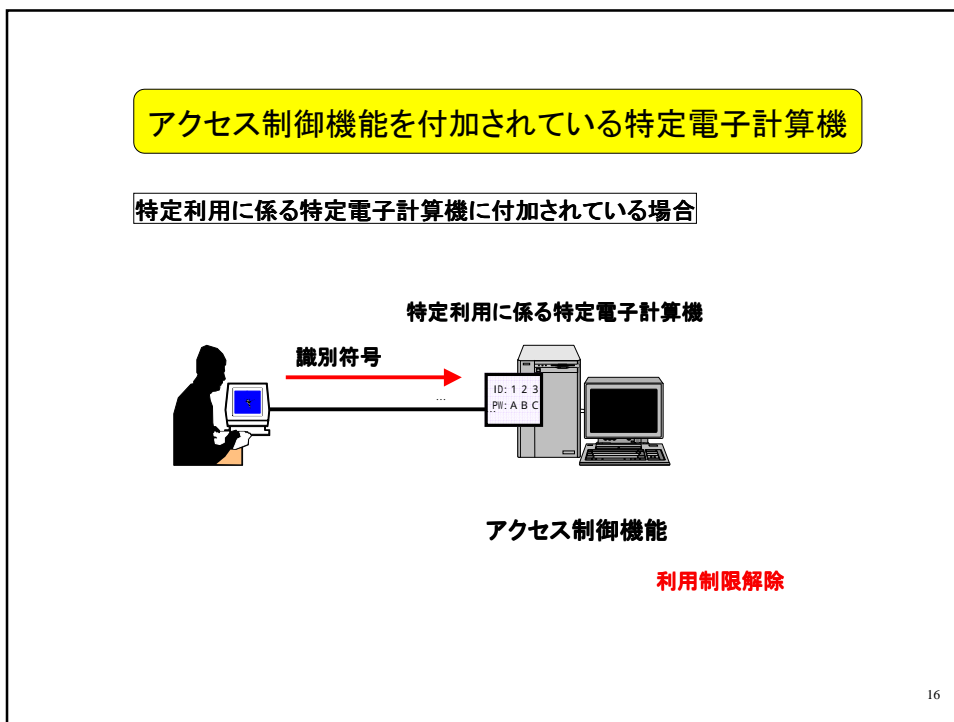 アクセス制御機能を付加されている特定電子計算機
特定利用に係る特定電子計算機に付加されている場合
特定利用に係る特定電子計算機
識別符号
…
ID:１２３
PW:ＡＢＣ
‥
アクセス制御機能
利用制限解除
16